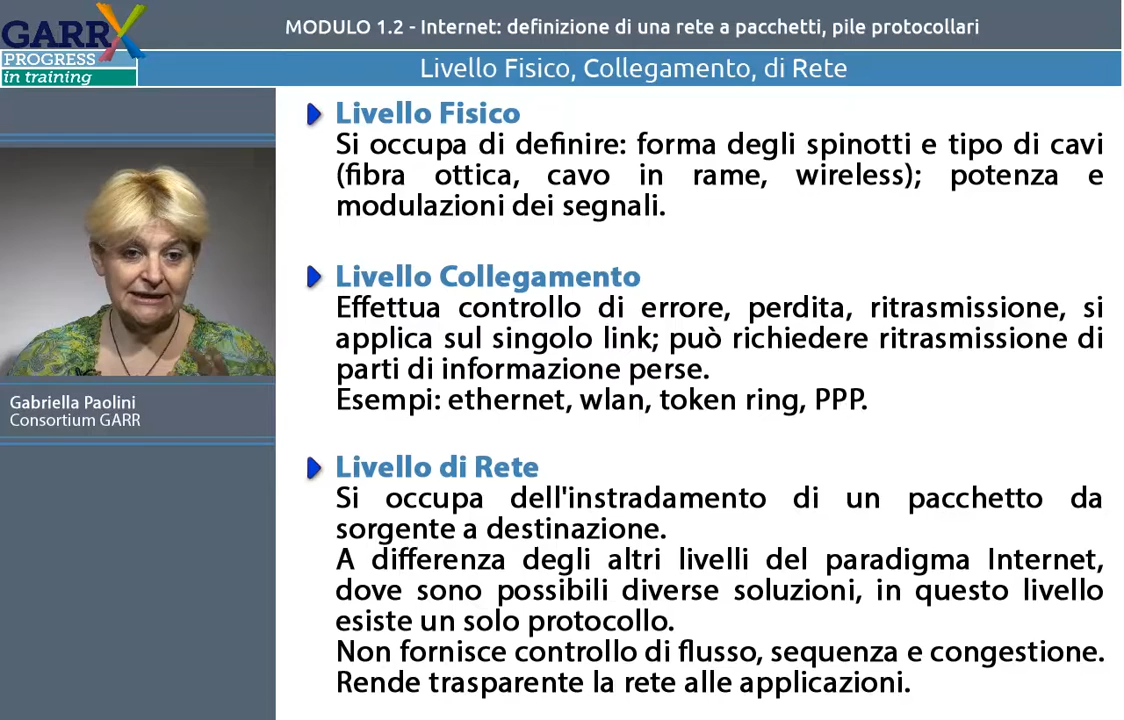 GARR X
PROGRESS
in training
MODULO 1.2 - Internet: definizione di una rete a pacchetti, pile protocollari
Livello Fisico, Collegamento, di Rete
Gabriella Paolini
Consortium GARR
Livello Fisico
Si occupa di definire: forma degli spinotti e tipo di cavi
(fibra ottica, cavo in rame, wireless); potenza e
modulazioni dei segnali.
Livello Collegamento
Effettua controllo di errore, perdita, ritrasmissione, si
applica sul singolo link; può richiedere ritrasmissione di
parti di informazione perse.
Esempi: ethernet, wlan, token ring, PPP.
Livello di Rete
Si occupa dell'instradamento di un pacchetto da
sorgente a destinazione.
A differenza degli altri livelli del paradigma Internet,
dove sono possibili diverse soluzioni, in questo livello
esiste un solo protocollo.
Non fornisce controllo di flusso, sequenza e congestione.
Rende trasparente la rete alle applicazioni.